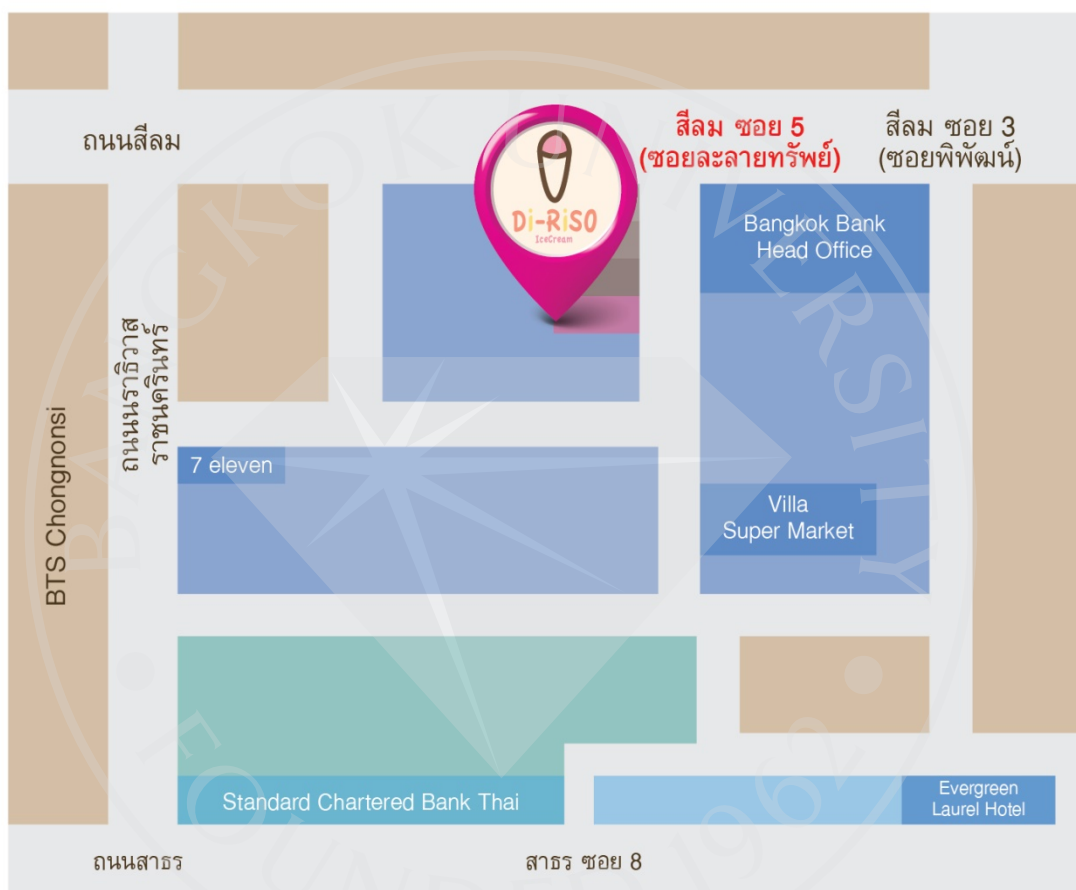 ถนนสีลม
Di-RiSO
IceCream
สีลม ซอย 5
(ซอยละลายทรัพย์)
สีลม ซอย 3
(ซอยพิพัฒน์)
Bangkok Bank
Head Office
ถนนนราธิวาส
ราชนครินทร์
BTS Chongnonsi
7 eleven
Villa
Super Market
Standard Chartered Bank Thai
Evergreen
Laurel Hotel
ถนนสาธร
สาธร ซอย 8
BANGKOK UNIVERSITY
FOUNDED 1962